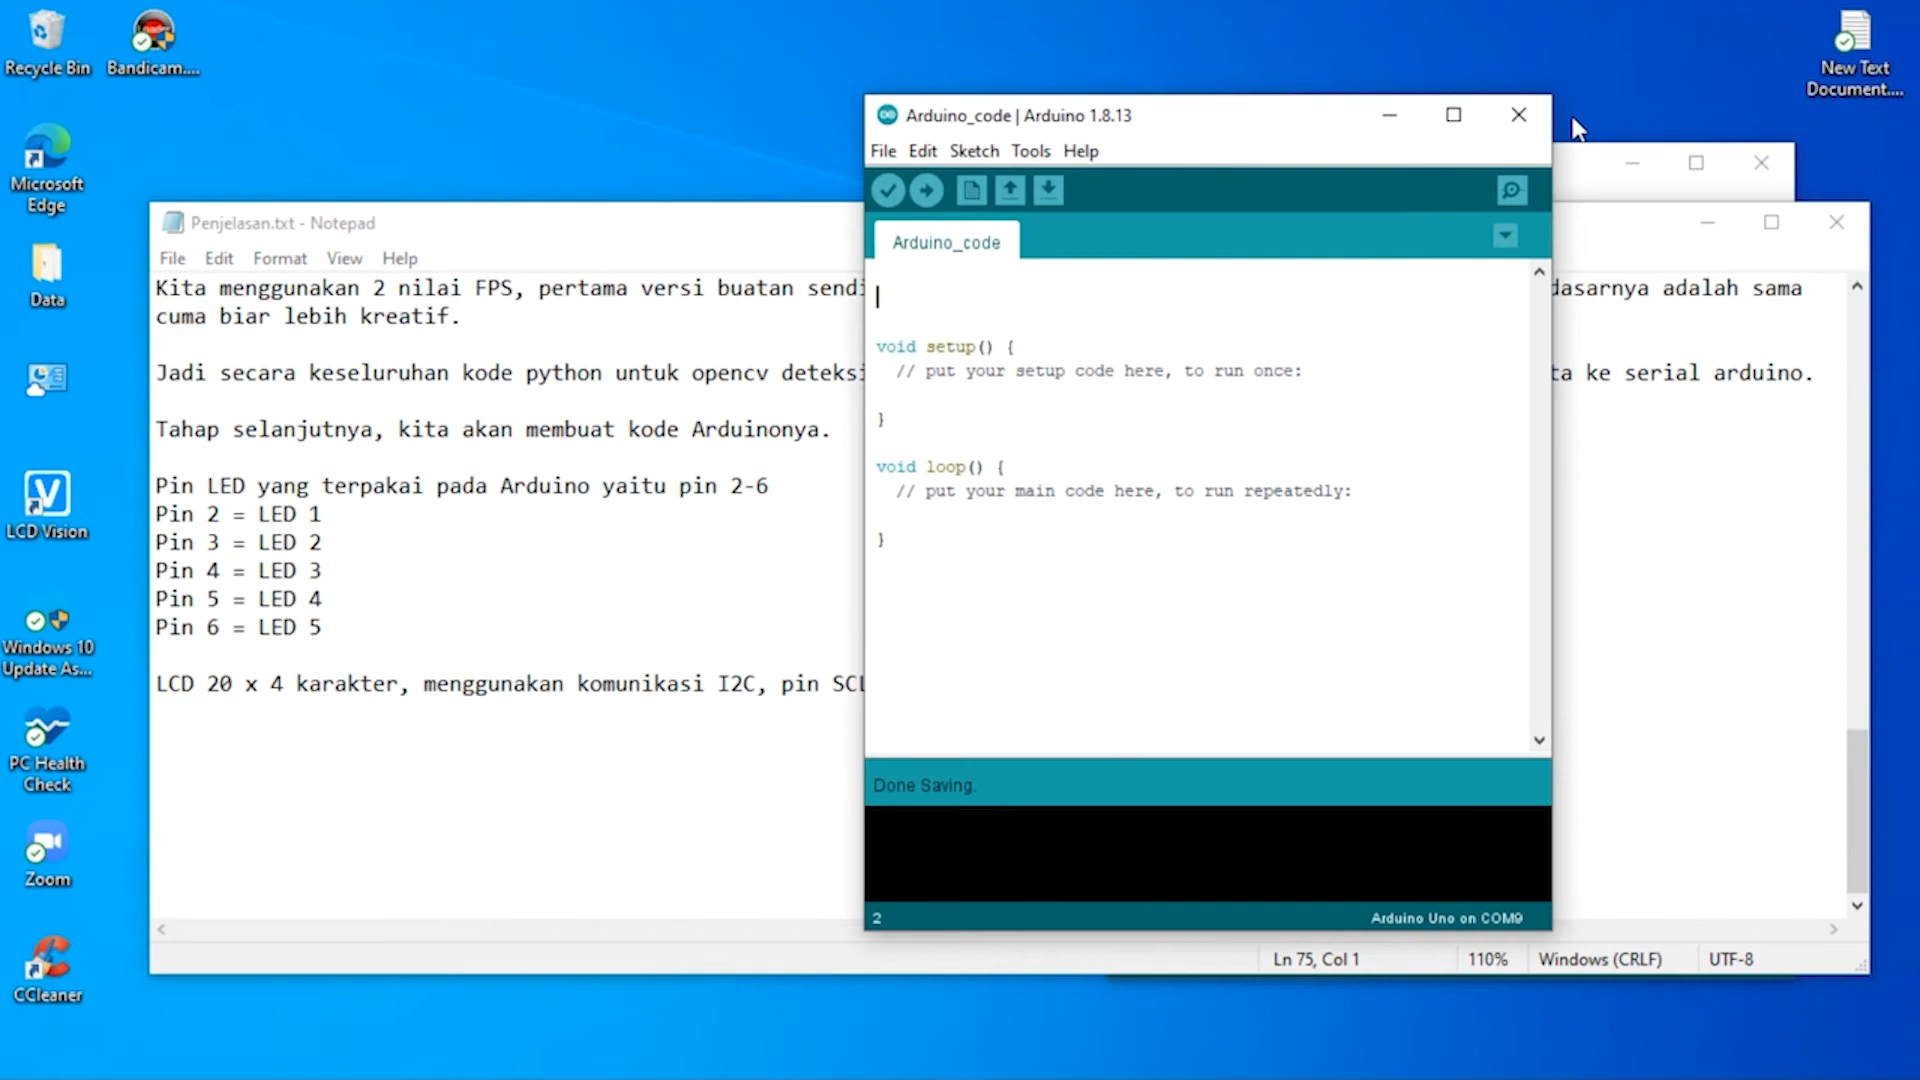 Recycle Bin
Bandicam....
New Text
Document....
Microsoft
Edge
Data
LCD Vision
Windows 10
Update As...
PC Health
Check
Zoom
CCleaner
Penjelasan.txt - Notepad
File Edit Format View Help
Kita menggunakan 2 nilai FPS, pertama versi buatan sendi dasarnya adalah sama
cuma biar lebih kreatif.
Jadi secara keseluruhan kode python untuk opencv deteksi ta ke serial arduino.
Tahap selanjutnya, kita akan membuat kode Arduinonya.
Pin LED yang terpakai pada Arduino yaitu pin 2-6
Pin 2 = LED 1
Pin 3 = LED 2
Pin 4 = LED 3
Pin 5 = LED 4
Pin 6 = LED 5
LCD 20 x 4 karakter, menggunakan komunikasi I2C, pin SCL
Ln 75, Col 1 110% Windows (CRLF) UTF-8
Arduino_code | Arduino 1.8.13
File Edit Sketch Tools Help
Arduino_code
void setup() {
// put your setup code here, to run once:
}
void loop() {
// put your main code here, to run repeatedly:
}
Done Saving.
2 Arduino Uno on COM9